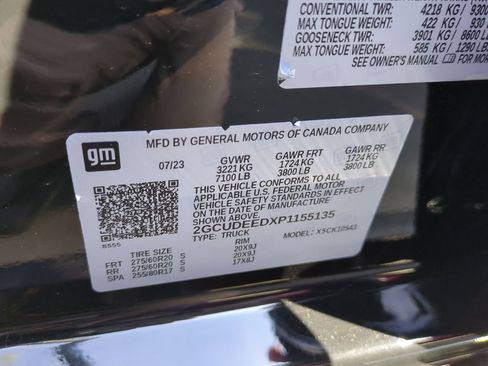 CONVENTIONAL TWR: 4218 KG / 9300
MAX TONGUE WEIGHT: 422 KG / 930
GOOSENECK TWR: 3901 KG / 8600 LB
MAX TONGUE WEIGHT: 585 KG / 1290 LB
SEE OWNER'S MANUAL FOR MORE
gm
MFD BY GENERAL MOTORS OF CANADA COMPANY
07/23 GVWR GAWR FRT GAWR RR
3221 KG 1724 KG 1724 KG
7100 LB 3800 LB 3800 LB
THIS VEHICLE CONFORMS TO ALL
APPLICABLE U.S. FEDERAL MOTOR
VEHICLE SAFETY STANDARDS IN
EFFECT ON THE DATE OF
MANUFACTURE SHOWN ABOVE.
2GCUDEEDXP1155135
TYPE: TRUCK X5CK10543
8555
TIRE SIZE RIM
FRT 275/60R20 S 20X9J
RR 275/60R20 S 20X9J
SPA 255/80R17 S 17X8J